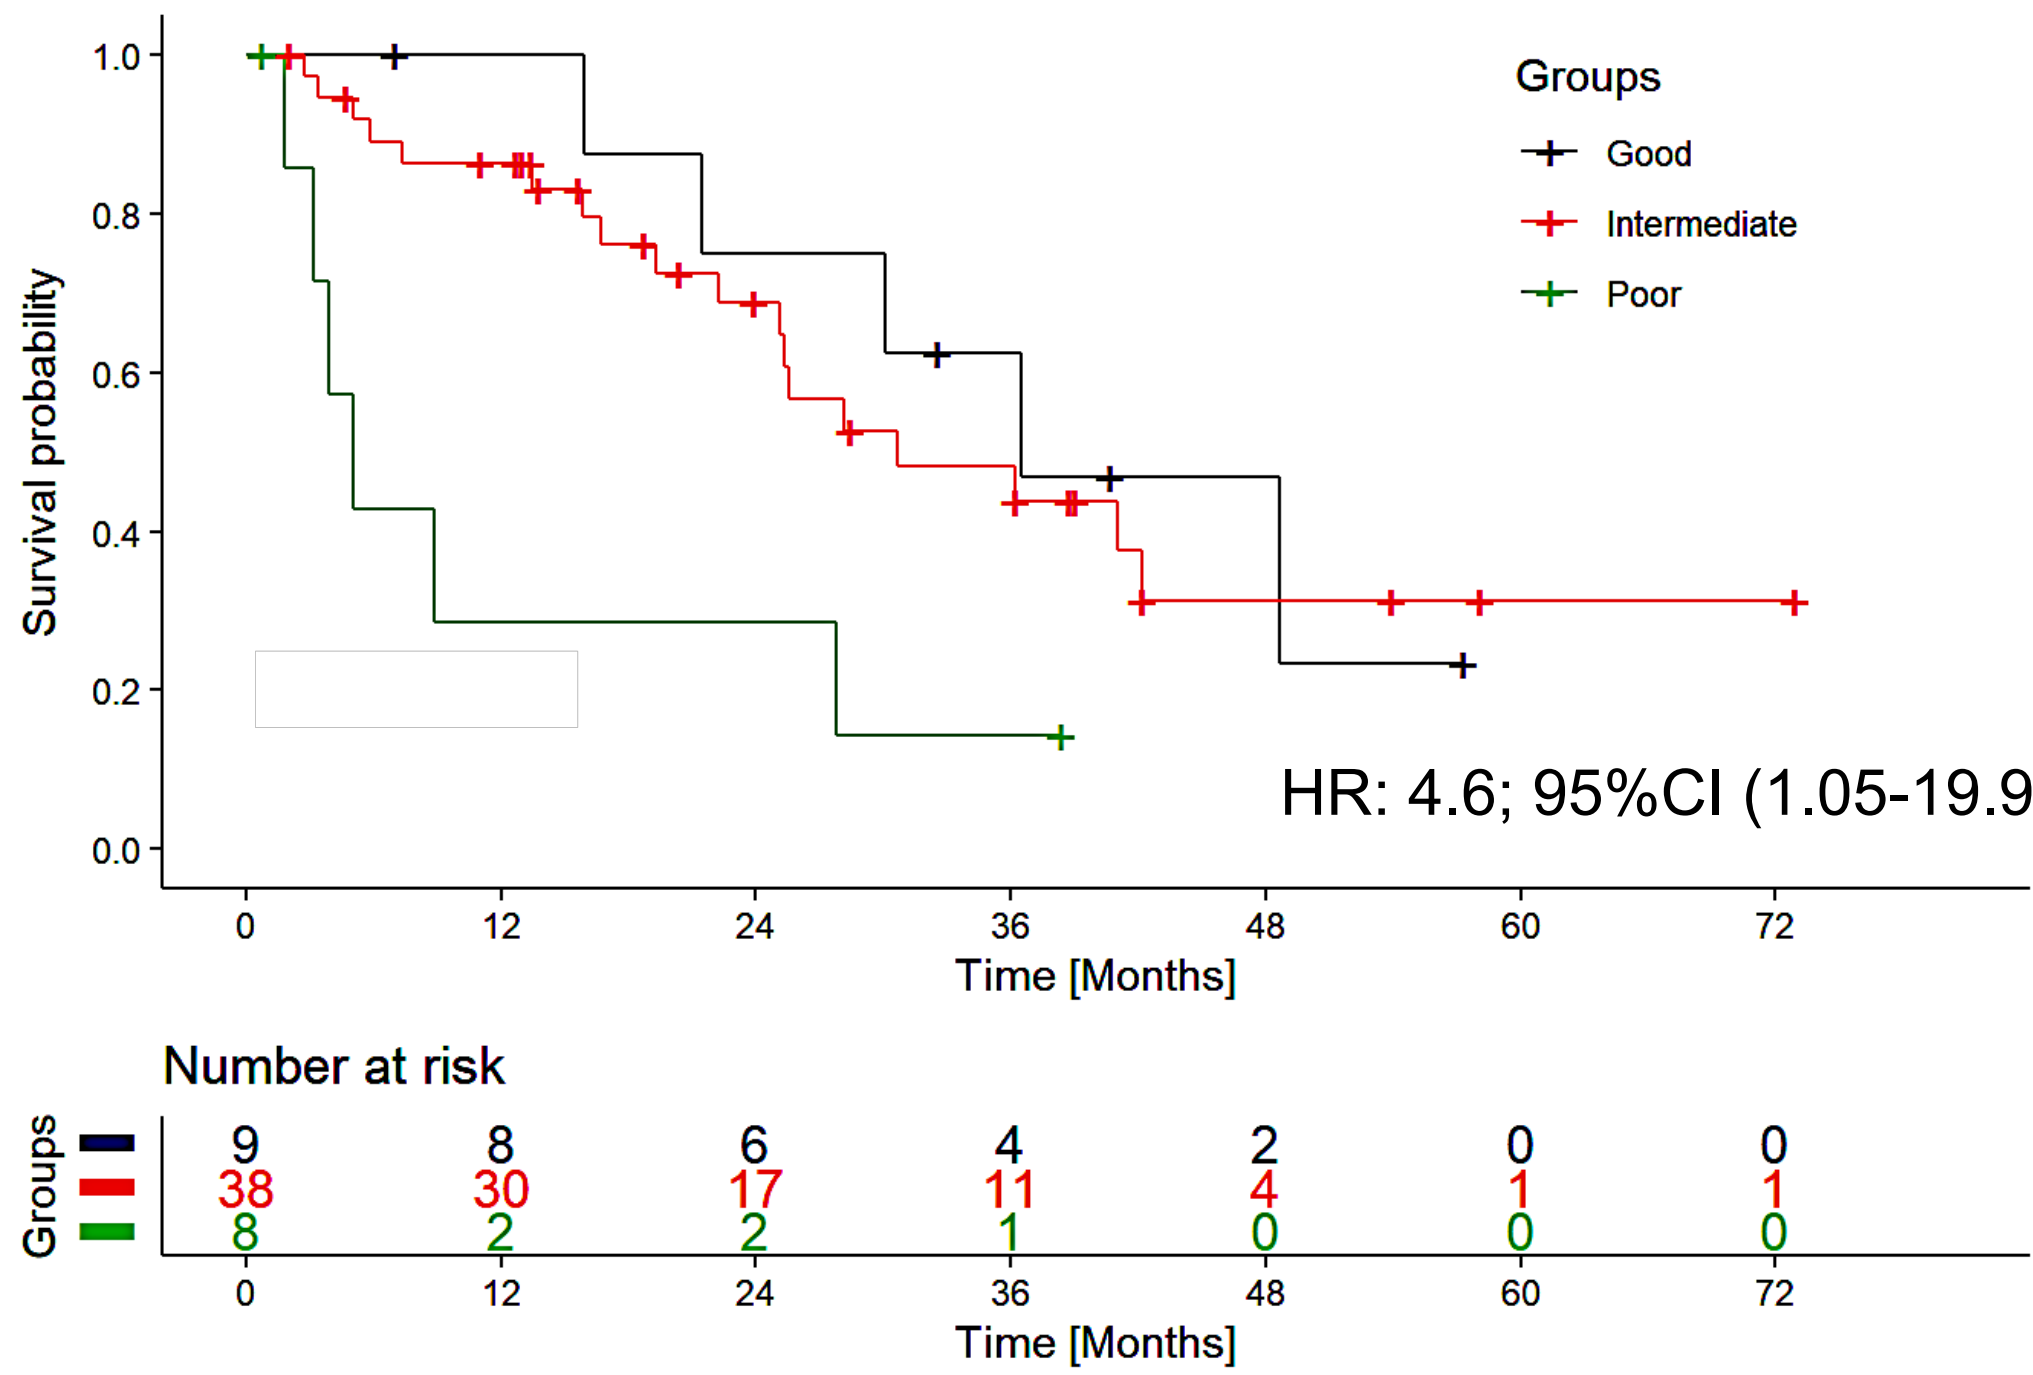 Groups
Good
Intermediate
Poor
Survival probability
1.0
0.8
0.6
0.4
0.2
0.0
HR: 4.6; 95%CI (1.05-19.9
0 12 24 36 48 60 72
Time [Months]
Number at risk
Groups
9 8 6 4 2 0 0
38 30 17 11 4 1 1
8 2 2 1 0 0 0
0 12 24 36 48 60 72
Time [Months]